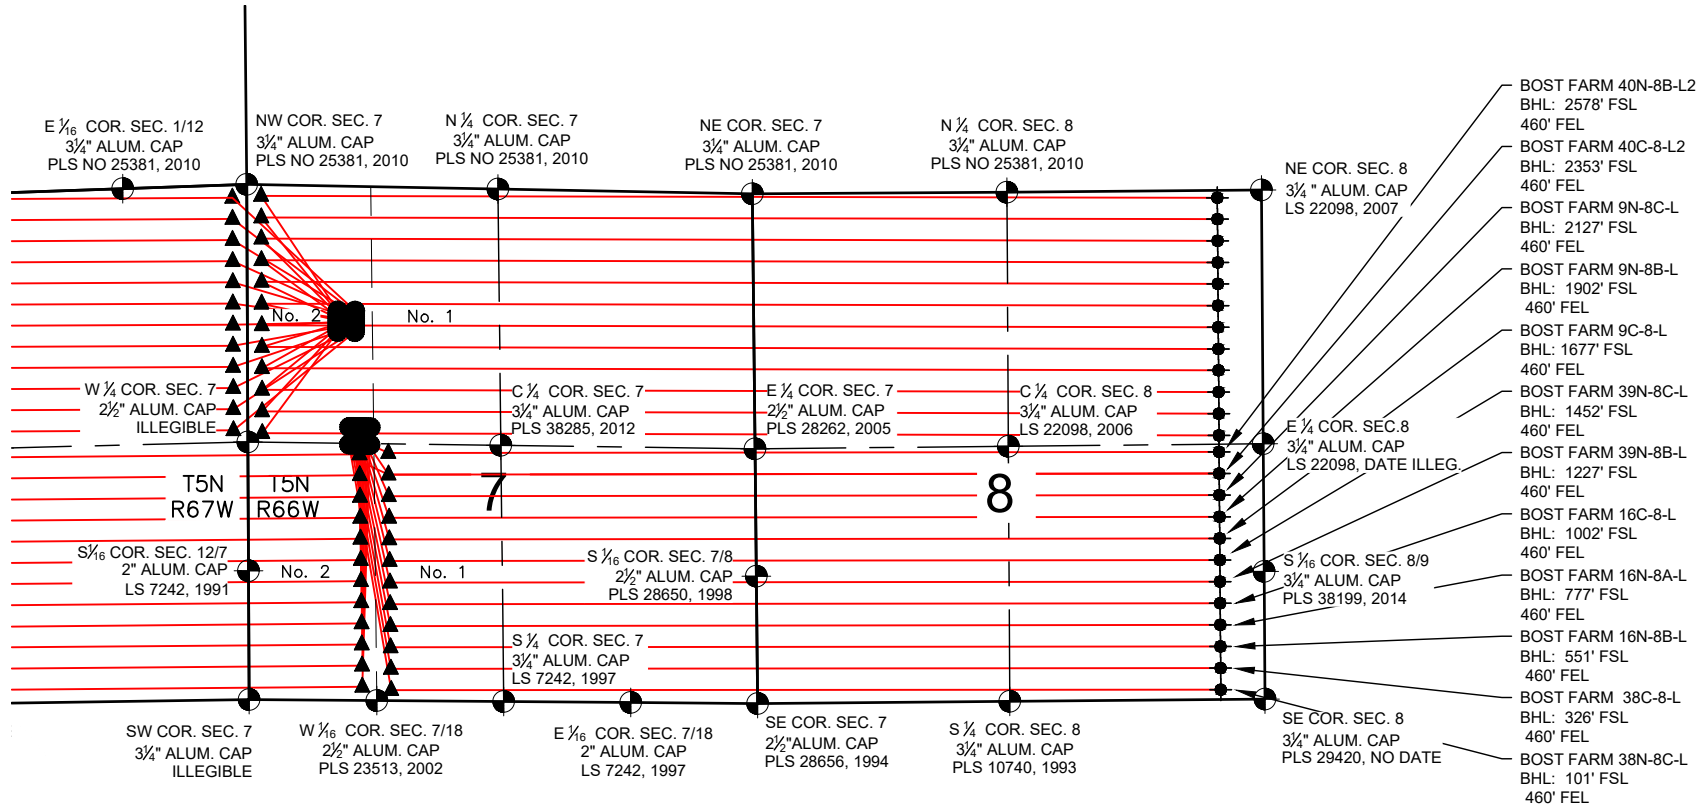 E 1/16 COR. SEC. 1/12
3¼" ALUM. CAP
PLS NO 25381, 2010
NW COR. SEC. 7
3¼" ALUM. CAP
PLS NO 25381, 2010
N ¼ COR. SEC. 7
3¼" ALUM. CAP
PLS NO 25381, 2010
NE COR. SEC. 7
3¼" ALUM. CAP
PLS NO 25381, 2010
N ¼ COR. SEC. 8
3¼" ALUM. CAP
PLS NO 25381, 2010
NE COR. SEC. 8
3¼ " ALUM. CAP
LS 22098, 2007
No. 2
No. 1
W ¼ COR. SEC. 7
2½" ALUM. CAP
ILLEGIBLE
C ¼ COR. SEC. 7
3¼" ALUM. CAP
PLS 38285, 2012
E ¼ COR. SEC. 7
2½" ALUM. CAP
PLS 28262, 2005
C ¼ COR. SEC. 8
3¼" ALUM. CAP
LS 22098, 2006
E ¼ COR. SEC.8
3¼" ALUM. CAP
LS 22098, DATE ILLEG.
T5N
R67W
T5N
R66W
7
8
S 1/16 COR. SEC. 12/7
2" ALUM. CAP
LS 7242, 1991
No. 2
No. 1
S 1/16 COR. SEC. 7/8
2½" ALUM. CAP
PLS 28650, 1998
S 1/16 COR. SEC. 8/9
3¼" ALUM. CAP
PLS 38199, 2014
S ¼ COR. SEC. 7
3¼" ALUM. CAP
LS 7242, 1997
SW COR. SEC. 7
3¼" ALUM. CAP
ILLEGIBLE
W 1/16 COR. SEC. 7/18
2½" ALUM. CAP
PLS 23513, 2002
E 1/16 COR. SEC. 7/18
2" ALUM. CAP
LS 7242, 1997
SE COR. SEC. 7
2½"ALUM. CAP
PLS 28656, 1994
S ¼ COR. SEC. 8
3¼" ALUM. CAP
PLS 10740, 1993
SE COR. SEC. 8
3¼" ALUM. CAP
PLS 29420, NO DATE
BOST FARM 40N-8B-L2
BHL: 2578' FSL
460' FEL
BOST FARM 40C-8-L2
BHL: 2353' FSL
460' FEL
BOST FARM 9N-8C-L
BHL: 2127' FSL
460' FEL
BOST FARM 9N-8B-L
BHL: 1902' FSL
460' FEL
BOST FARM 9C-8-L
BHL: 1677' FSL
460' FEL
BOST FARM 39N-8C-L
BHL: 1452' FSL
460' FEL
BOST FARM 39N-8B-L
BHL: 1227' FSL
460' FEL
BOST FARM 16C-8-L
BHL: 1002' FSL
460' FEL
BOST FARM 16N-8A-L
BHL: 777' FSL
460' FEL
BOST FARM 16N-8B-L
BHL: 551' FSL
460' FEL
BOST FARM 38C-8-L
BHL: 326' FSL
460' FEL
BOST FARM 38N-8C-L
BHL: 101' FSL
460' FEL